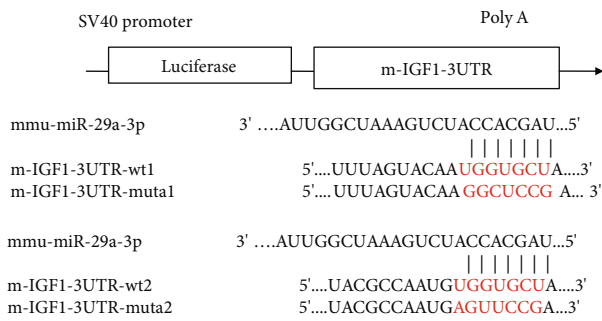 SV40 promoter Poly A
Luciferase m-IGF1-3UTR
mmu-miR-29a-3p 3' ....AUUGGCUAAAGUCUACCACGAU...5'
m-IGF1-3UTR-wt1 5'....UUUAGUACAAUGGUGCUA....3'
m-IGF1-3UTR-muta1 5'....UUUAGUACAA GGCUCCG A... 3'
mmu-miR-29a-3p 3' ....AUUGGCUAAAGUCUACCACGAU...5'
m-IGF1-3UTR-wt2 5'....UACGCCAAUGUGGUGCUA....3'
m-IGF1-3UTR-muta2 5'....UACGCCAAUGAGUUCCGA....3'